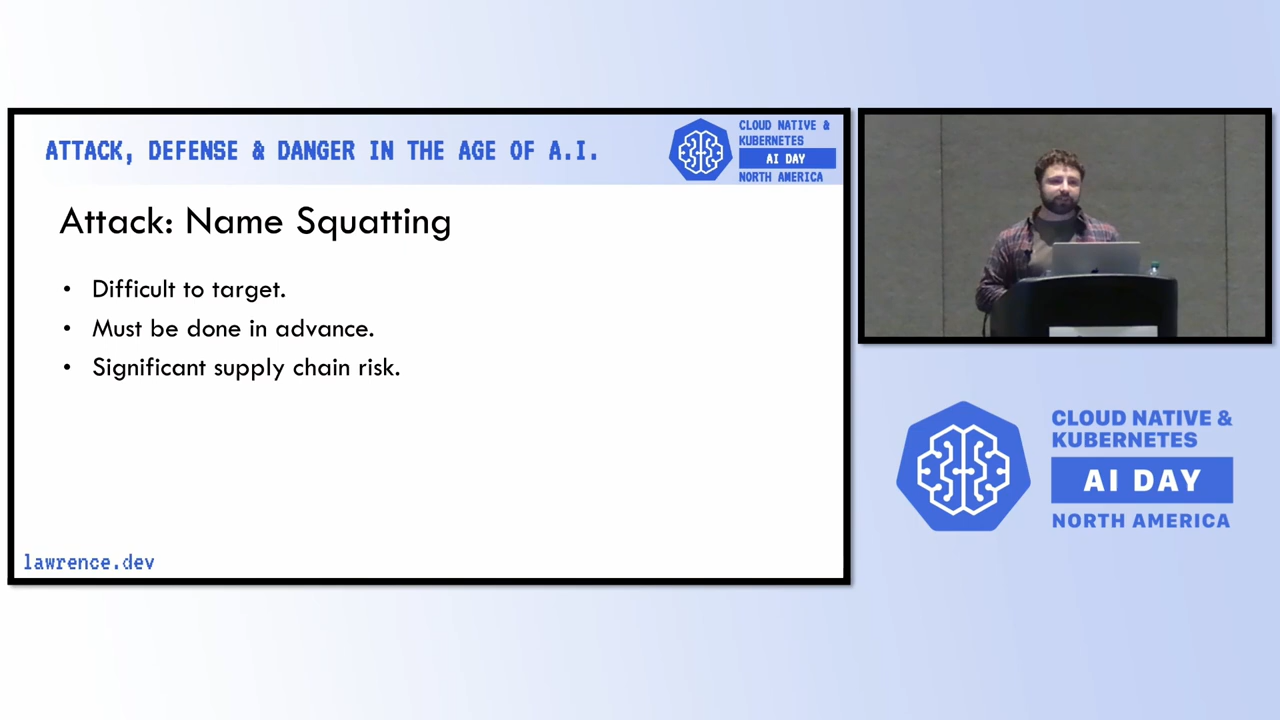 ATTACK, DEFENSE & DANGER IN THE AGE OF A.I.
CLOUD NATIVE &
KUBERNETES
AI DAY
NORTH AMERICA
Attack: Name Squatting
• Difficult to target.
• Must be done in advance.
• Significant supply chain risk.
lawrence.dev
CLOUD NATIVE &
KUBERNETES
AI DAY
NORTH AMERICA